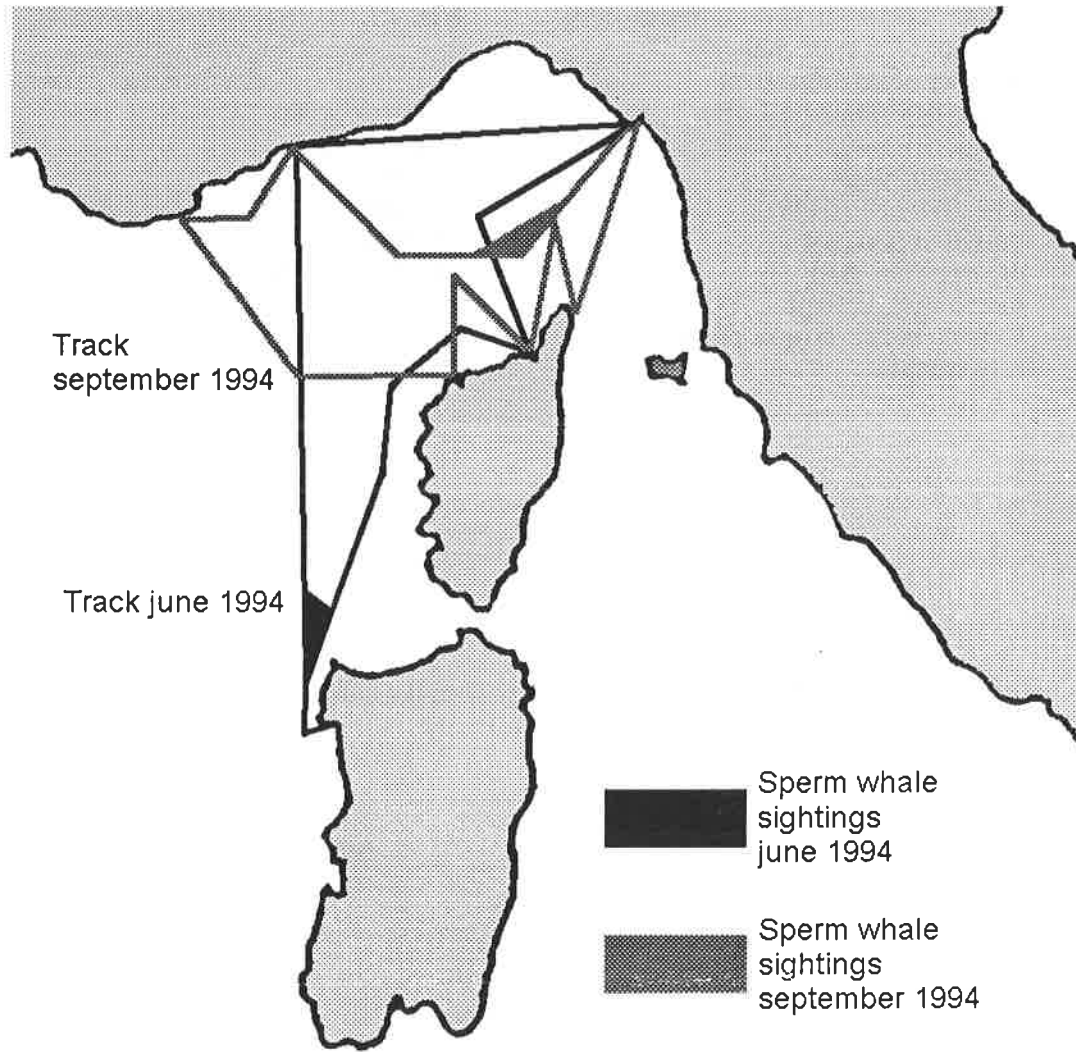 Track
september 1994
Track june 1994
Sperm whale
sightings
june 1994
Sperm whale
sightings
september 1994